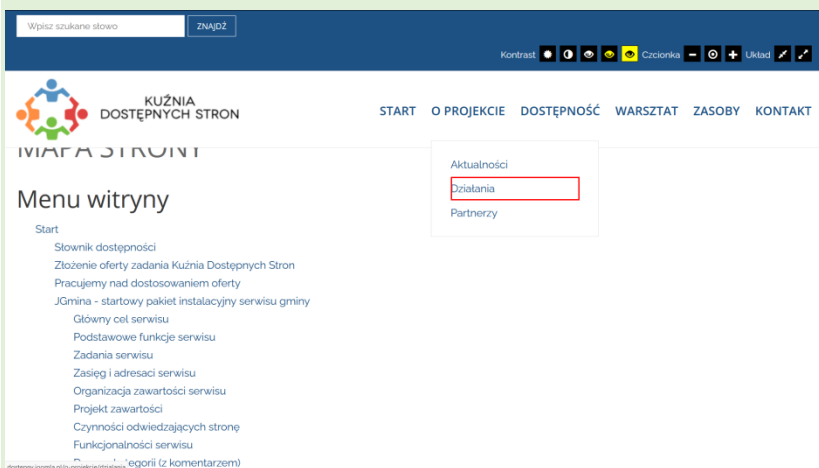 Wpisz szukane słowo ZNAJDŹ
Kontrast Czcionka Układ
KUŹNIA
DOSTĘPNYCH STRON
START O PROJEKCIE DOSTĘPNOŚĆ WARSZTAT ZASOBY KONTAKT
MAPA STRONY
Aktualności
Działania
Partnerzy
Menu witryny
Start
Słownik dostępności
Złożenie oferty zadania Kuźnia Dostępnych Stron
Pracujemy nad dostosowaniem oferty
JGmina - startowy pakiet instalacyjny serwisu gminy
Główny cel serwisu
Podstawowe funkcje serwisu
Zadania serwisu
Zasięg i adresaci serwisu
Organizacja zawartości serwisu
Projekt zawartości
Czynności odwiedzających stronę
Funkcjonalności serwisu
(z komentarzem)